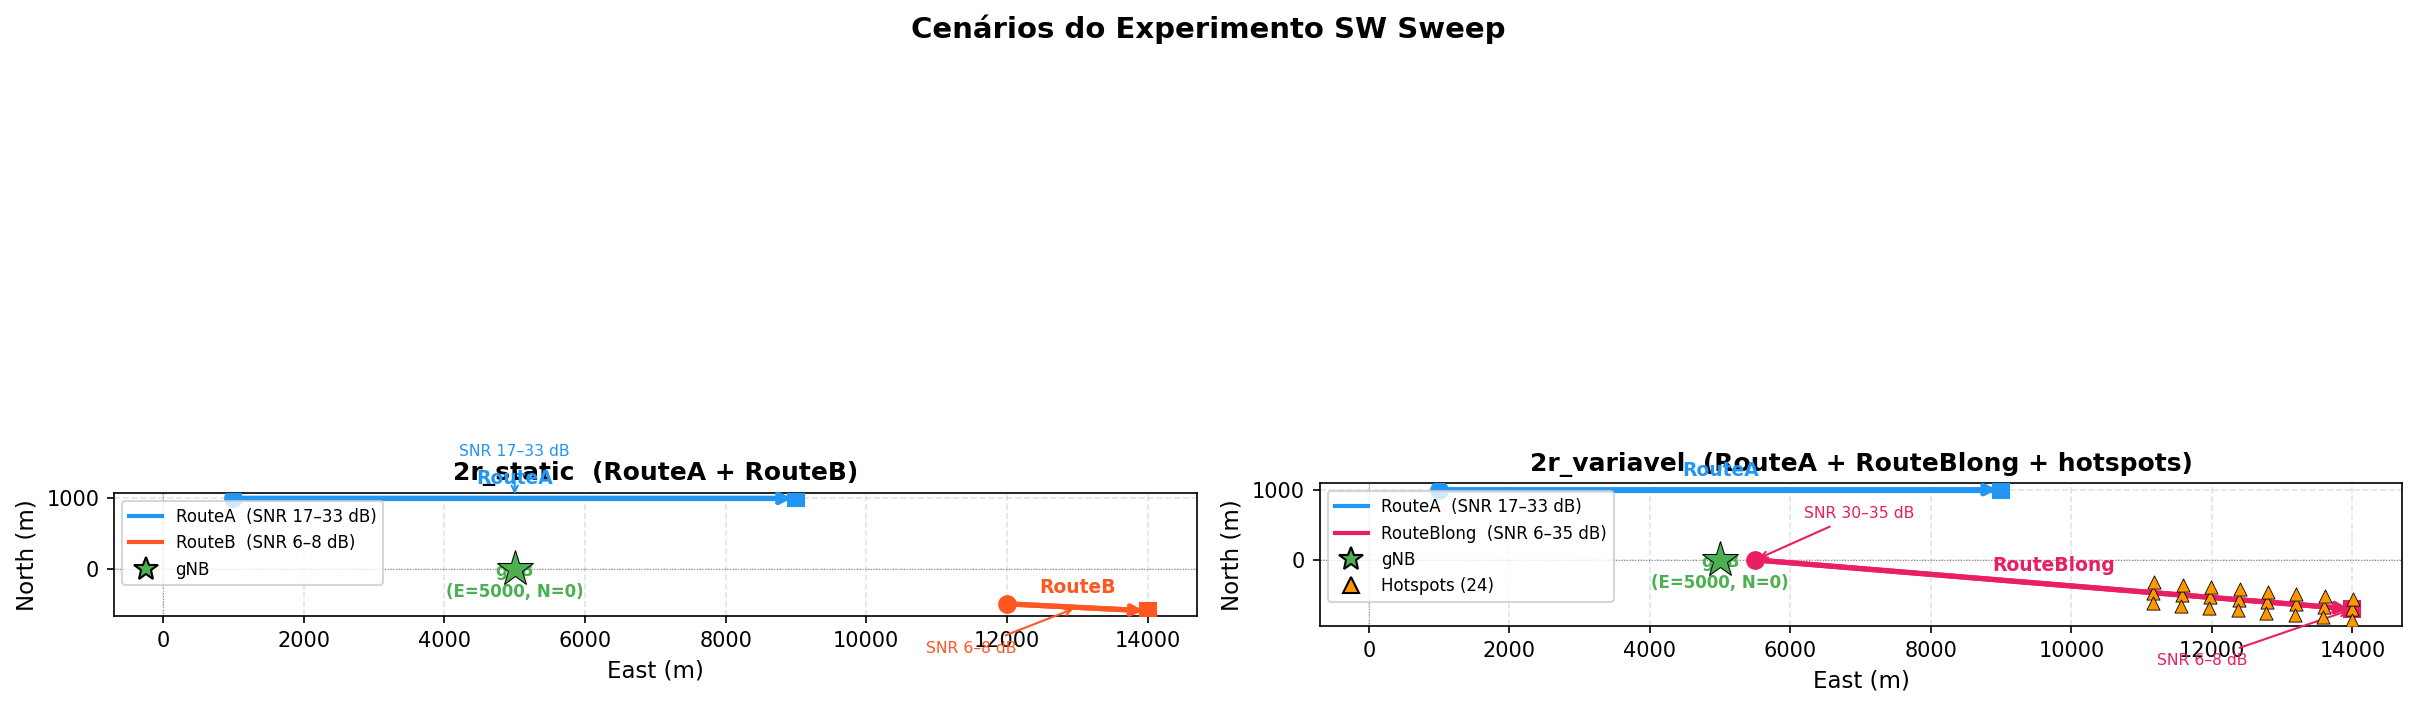 Cenários do Experimento SW Sweep
SNR 17–33 dB
2r_static (RouteA + RouteB)
RouteA
North (m)
1000
0
RouteA (SNR 17–33 dB)
RouteB (SNR 6–8 dB)
gNB
gNB
(E=5000, N=0)
RouteB
SNR 6–8 dB
0
2000
4000
6000
8000
10000
12000
14000
East (m)
2r_variavel (RouteA + RouteBlong + hotspots)
RouteA
North (m)
1000
0
RouteA (SNR 17–33 dB)
RouteBlong (SNR 6–35 dB)
gNB
Hotspots (24)
SNR 30–35 dB
gNB
(E=5000, N=0)
RouteBlong
SNR 6–8 dB
0
2000
4000
6000
8000
10000
12000
14000
East (m)